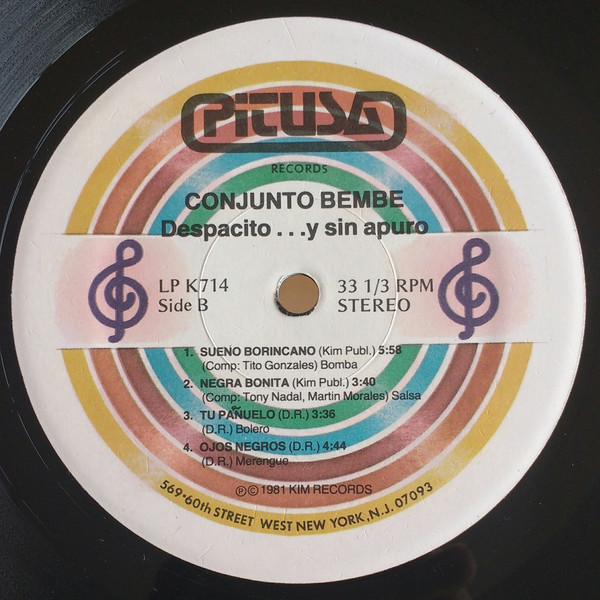 PITUSA
RECORDS
CONJUNTO BEMBE
Despacito . . .y sin apuro
LP K714
Side B
33 1/3 RPM
STEREO
1. SUENO BORINCANO (Kim Publ.) 5:58
(Comp: Tito Gonzales) Bomba
2. NEGRA BONITA (Kim Publ.) 3:40
(Comp: Tony Nadal, Martin Morales) Salsa
3. TU PAÑUELO (D.R.) 3:36
(D.R.) Bolero
4. OJOS NEGROS (D.R.) 4:44
(D.R.) Merengue
Ⓟ© 1981 KIM RECORDS
569•60th STREET WEST NEW YORK, N.J. 07093